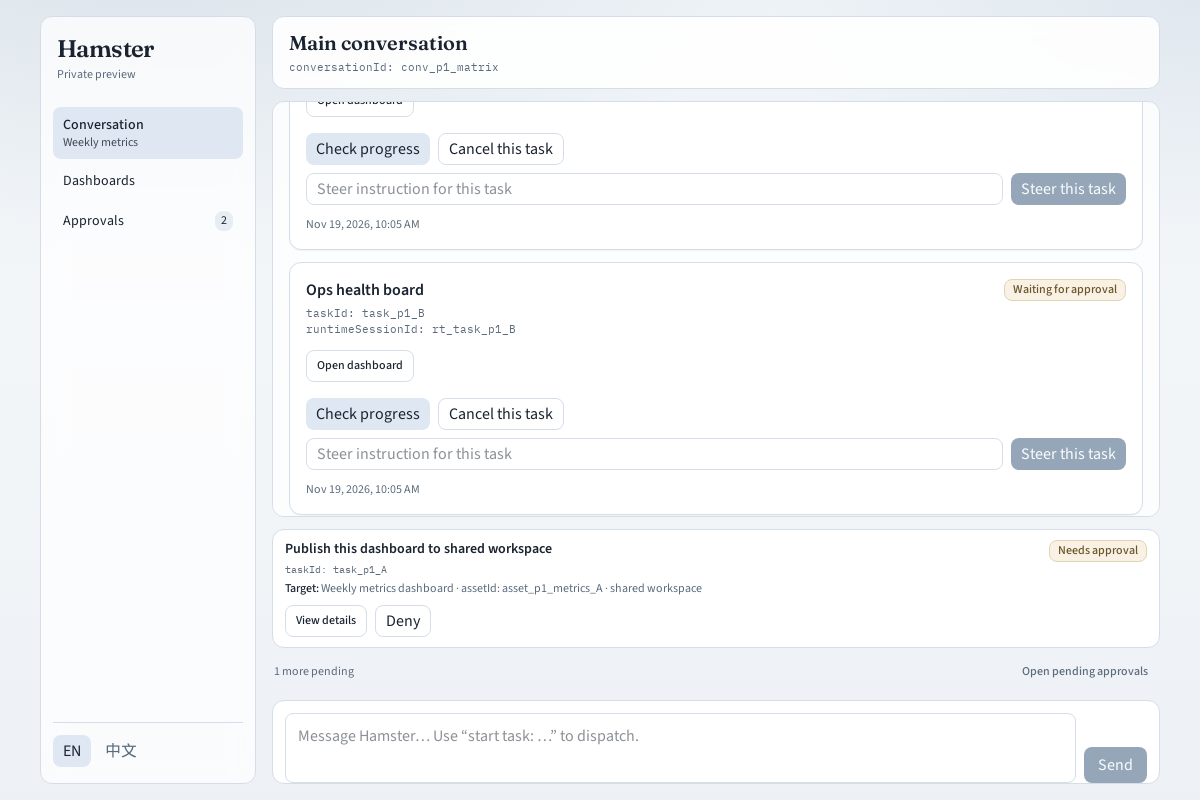 Hamster
Private preview
Conversation
Weekly metrics
Dashboards
Approvals 2
EN 中文
Main conversation
conversationId: conv_p1_matrix
Open dashboard
Check progress Cancel this task
Steer instruction for this task Steer this task
Nov 19, 2026, 10:05 AM
Ops health board Waiting for approval
taskId: task_p1_B
runtimeSessionId: rt_task_p1_B
Open dashboard
Check progress Cancel this task
Steer instruction for this task Steer this task
Nov 19, 2026, 10:05 AM
Publish this dashboard to shared workspace Needs approval
taskId: task_p1_A
Target: Weekly metrics dashboard · assetId: asset_p1_metrics_A · shared workspace
View details Deny
1 more pending Open pending approvals
Message Hamster… Use “start task: …” to dispatch.
Send